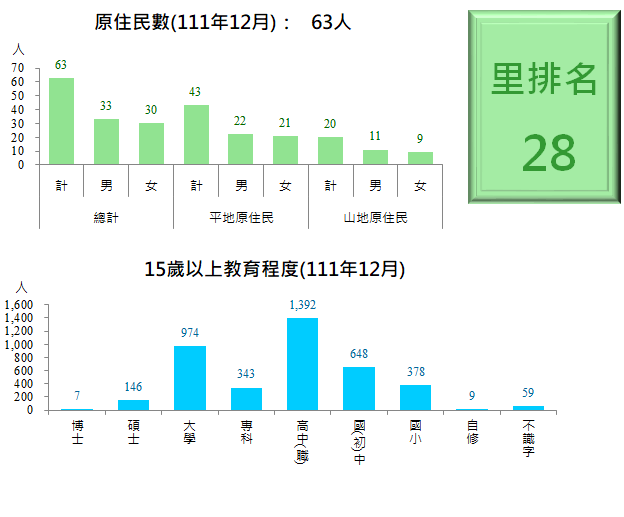 原住民數(111年12月)： 63人
里排名
28
人
70
60
50
40
30
20
10
0
63 33 30 43 22 21 20 11 9
計 男 女 計 男 女 計 男 女
總計 平地原住民 山地原住民
15歲以上教育程度(111年12月)
人
1,600
1,400
1,200
1,000
800
600
400
200
0
7 146 974 343 1,392 648 378 9 59
博士 碩士 大學 專科 高中(職) 國(初)中 國小 自修 不識字